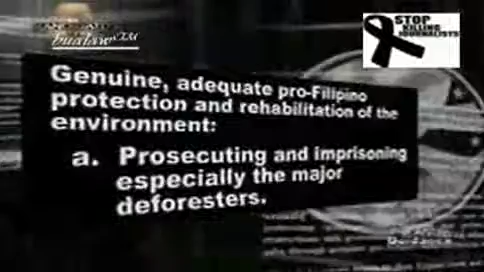 STOP
KILLING
JOURNALISTS
Genuine, adequate pro-Filipino
protection and rehabilitation of the
environment:
a. Prosecuting and imprisoning
especially the major
deforesters.